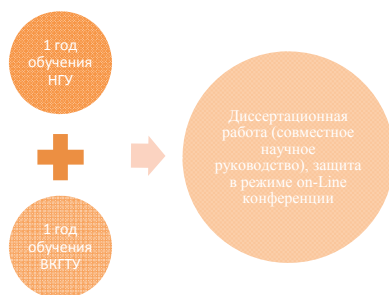 1 год
обучения
НГУ
1 год
обучения
ВКГТУ
Диссертационная
работа (совместное
научное
руководство), защита
в режиме on-Line
конференции